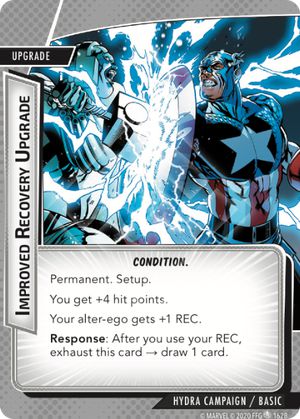 UPGRADE
IMPROVED RECOVERY UPGRADE
CONDITION.
Permanent. Setup.
You get +4 hit points.
Your alter-ego gets +1 REC.
Response: After you use your REC,
exhaust this card → draw 1 card.
HYDRA CAMPAIGN / BASIC
© MARVEL © 2020 FFG 162B